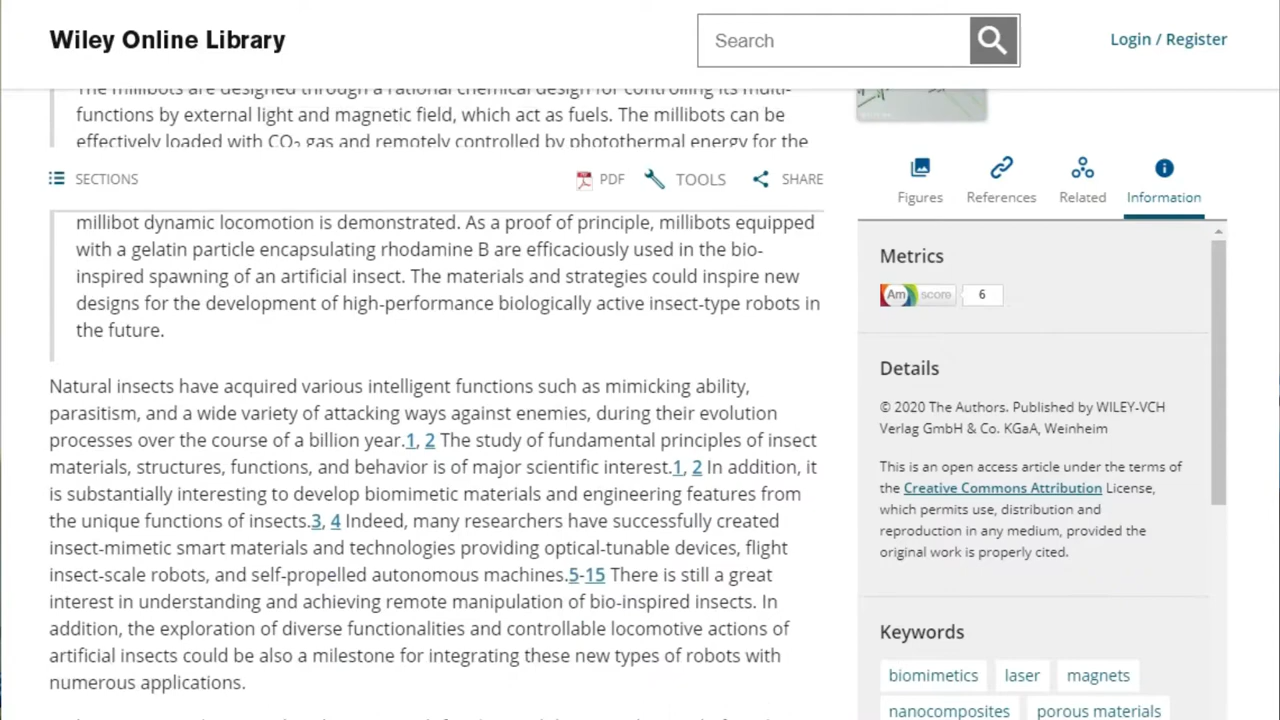 Wiley Online Library
Search
Login / Register
The millibots are designed through a rational chemical design for controlling its multi-
functions by external light and magnetic field, which act as fuels. The millibots can be
effectively loaded with CO₂ gas and remotely controlled by photothermal energy for the
SECTIONS
PDF
TOOLS
SHARE
millibot dynamic locomotion is demonstrated. As a proof of principle, millibots equipped
with a gelatin particle encapsulating rhodamine B are efficaciously used in the bio-
inspired spawning of an artificial insect. The materials and strategies could inspire new
designs for the development of high-performance biologically active insect-type robots in
the future.
Natural insects have acquired various intelligent functions such as mimicking ability,
parasitism, and a wide variety of attacking ways against enemies, during their evolution
processes over the course of a billion year.1, 2 The study of fundamental principles of insect
materials, structures, functions, and behavior is of major scientific interest.1, 2 In addition, it
is substantially interesting to develop biomimetic materials and engineering features from
the unique functions of insects.3, 4 Indeed, many researchers have successfully created
insect-mimetic smart materials and technologies providing optical-tunable devices, flight
insect-scale robots, and self-propelled autonomous machines.5-15 There is still a great
interest in understanding and achieving remote manipulation of bio-inspired insects. In
addition, the exploration of diverse functionalities and controllable locomotive actions of
artificial insects could be also a milestone for integrating these new types of robots with
numerous applications.
Figures
References
Related
Information
Metrics
Am score 6
Details
© 2020 The Authors. Published by WILEY-VCH
Verlag GmbH & Co. KGaA, Weinheim
This is an open access article under the terms of
the Creative Commons Attribution License,
which permits use, distribution and
reproduction in any medium, provided the
original work is properly cited.
Keywords
biomimetics laser magnets
nanocomposites porous materials